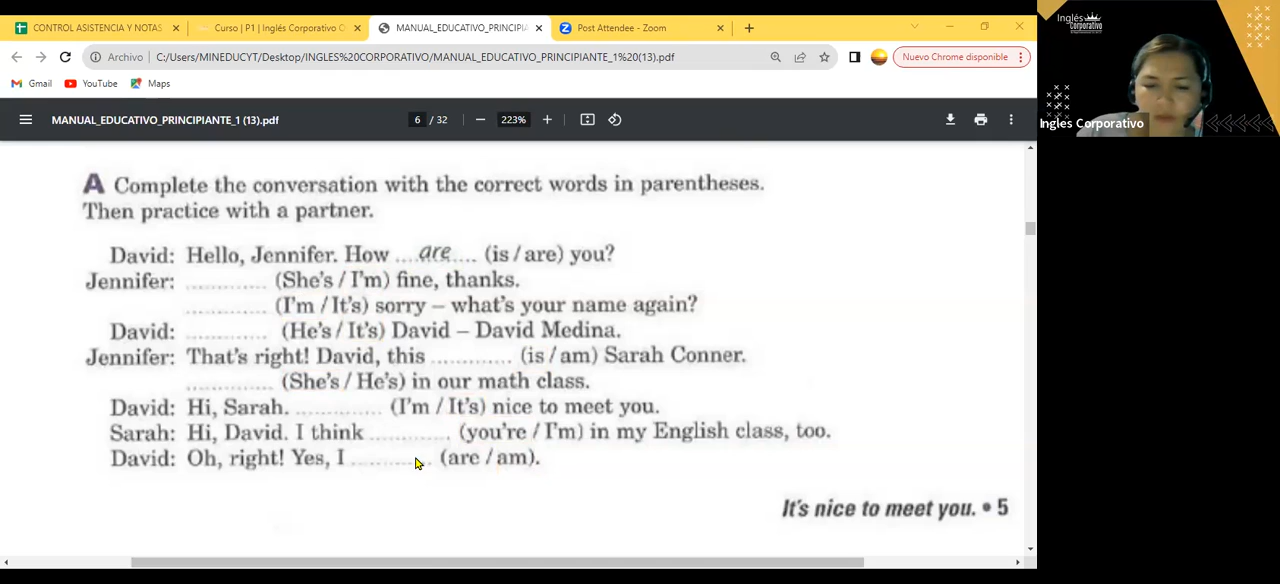 CONTROL ASISTENCIA Y NOTAS
Curso | P1 | Inglés Corporativo C
MANUAL_EDUCATIVO_PRINCIPIA
Post Attendee - Zoom
Archivo C:/Users/MINEDUCYT/Desktop/INGLES%20CORPORATIVO/MANUAL_EDUCATIVO_PRINCIPIANTE_1%20(13).pdf
Nuevo Chrome disponible
Gmail YouTube Maps
MANUAL_EDUCATIVO_PRINCIPIANTE_1 (13).pdf
6 / 32
223%
A Complete the conversation with the correct words in parentheses.
Then practice with a partner.
David: Hello, Jennifer. How ....are.... (is / are) you?
Jennifer: ............. (She's / I'm) fine, thanks.
............. (I'm / It's) sorry – what's your name again?
David: ............. (He's / It's) David – David Medina.
Jennifer: That's right! David, this ............. (is / am) Sarah Conner.
............. (She's / He's) in our math class.
David: Hi, Sarah. ............. (I'm / It's) nice to meet you.
Sarah: Hi, David. I think ............. (you're / I'm) in my English class, too.
David: Oh, right! Yes, I ............. (are / am).
It's nice to meet you. • 5
Inglés
Corporativo
Ingles Corporativo